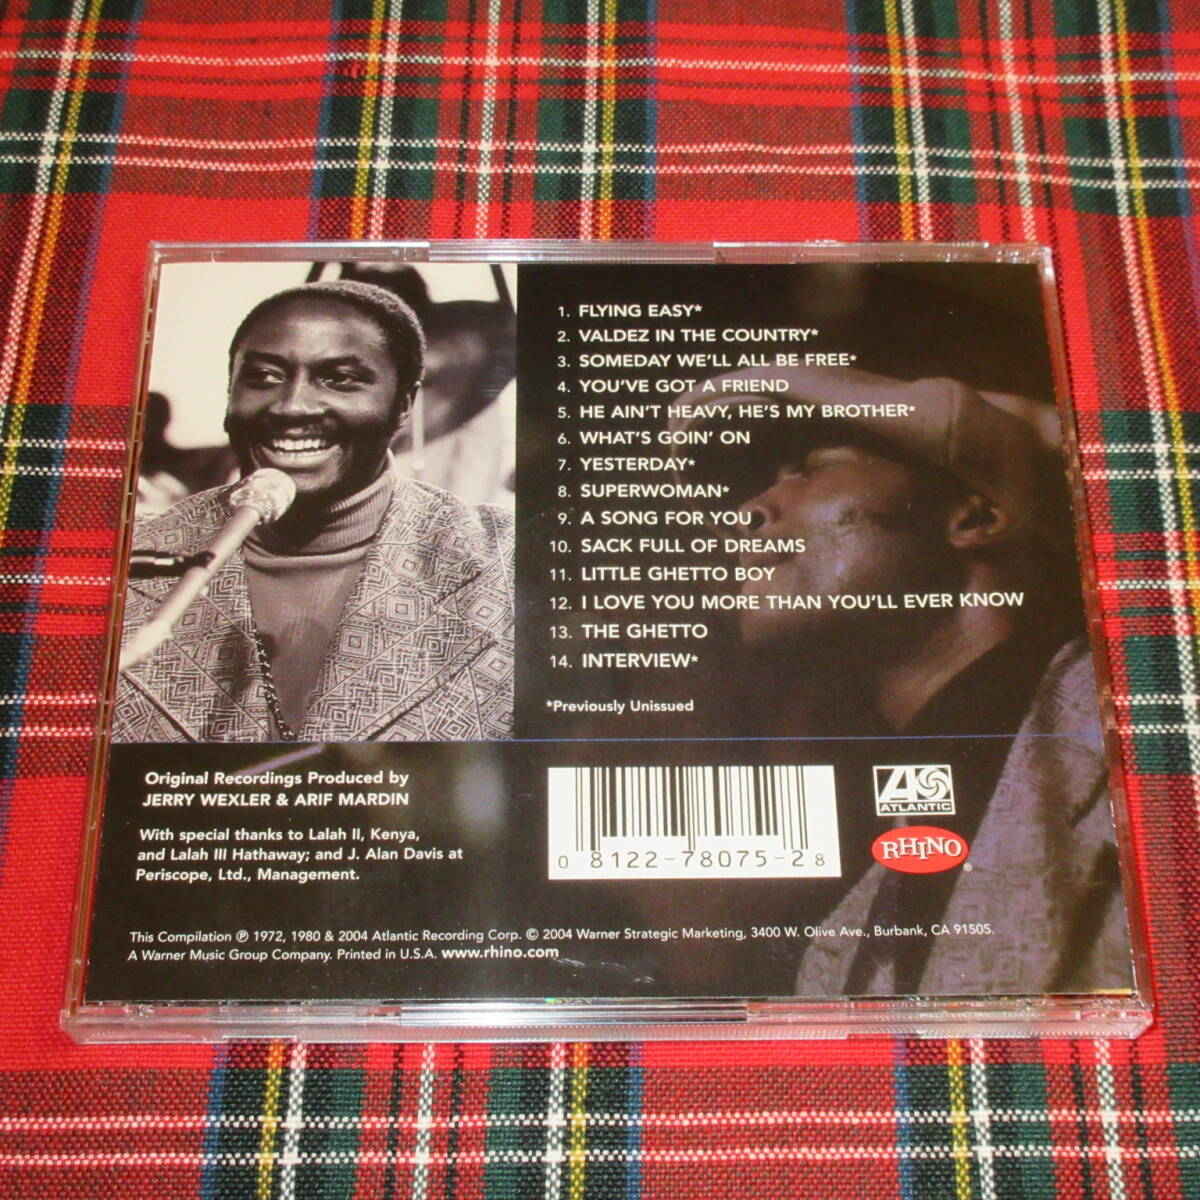 1. FLYING EASY*
2. VALDEZ IN THE COUNTRY*
3. SOMEDAY WE'LL ALL BE FREE*
4. YOU'VE GOT A FRIEND
5. HE AIN'T HEAVY, HE'S MY BROTHER*
6. WHAT'S GOIN' ON
7. YESTERDAY*
8. SUPERWOMAN*
9. A SONG FOR YOU
10. SACK FULL OF DREAMS
11. LITTLE GHETTO BOY
12. I LOVE YOU MORE THAN YOU'LL EVER KNOW
13. THE GHETTO
14. INTERVIEW*
*Previously Unissued
Original Recordings Produced by
JERRY WEXLER & ARIF MARDIN
With special thanks to Lalah II, Kenya,
and Lalah III Hathaway; and J. Alan Davis at
Periscope, Ltd., Management.
0 81227-78075-2 8
ATLANTIC
RHINO®
This Compilation ℗ 1972, 1980 & 2004 Atlantic Recording Corp. © 2004 Warner Strategic Marketing, 3400 W. Olive Ave., Burbank, CA 91505.
A Warner Music Group Company. Printed in U.S.A. www.rhino.com